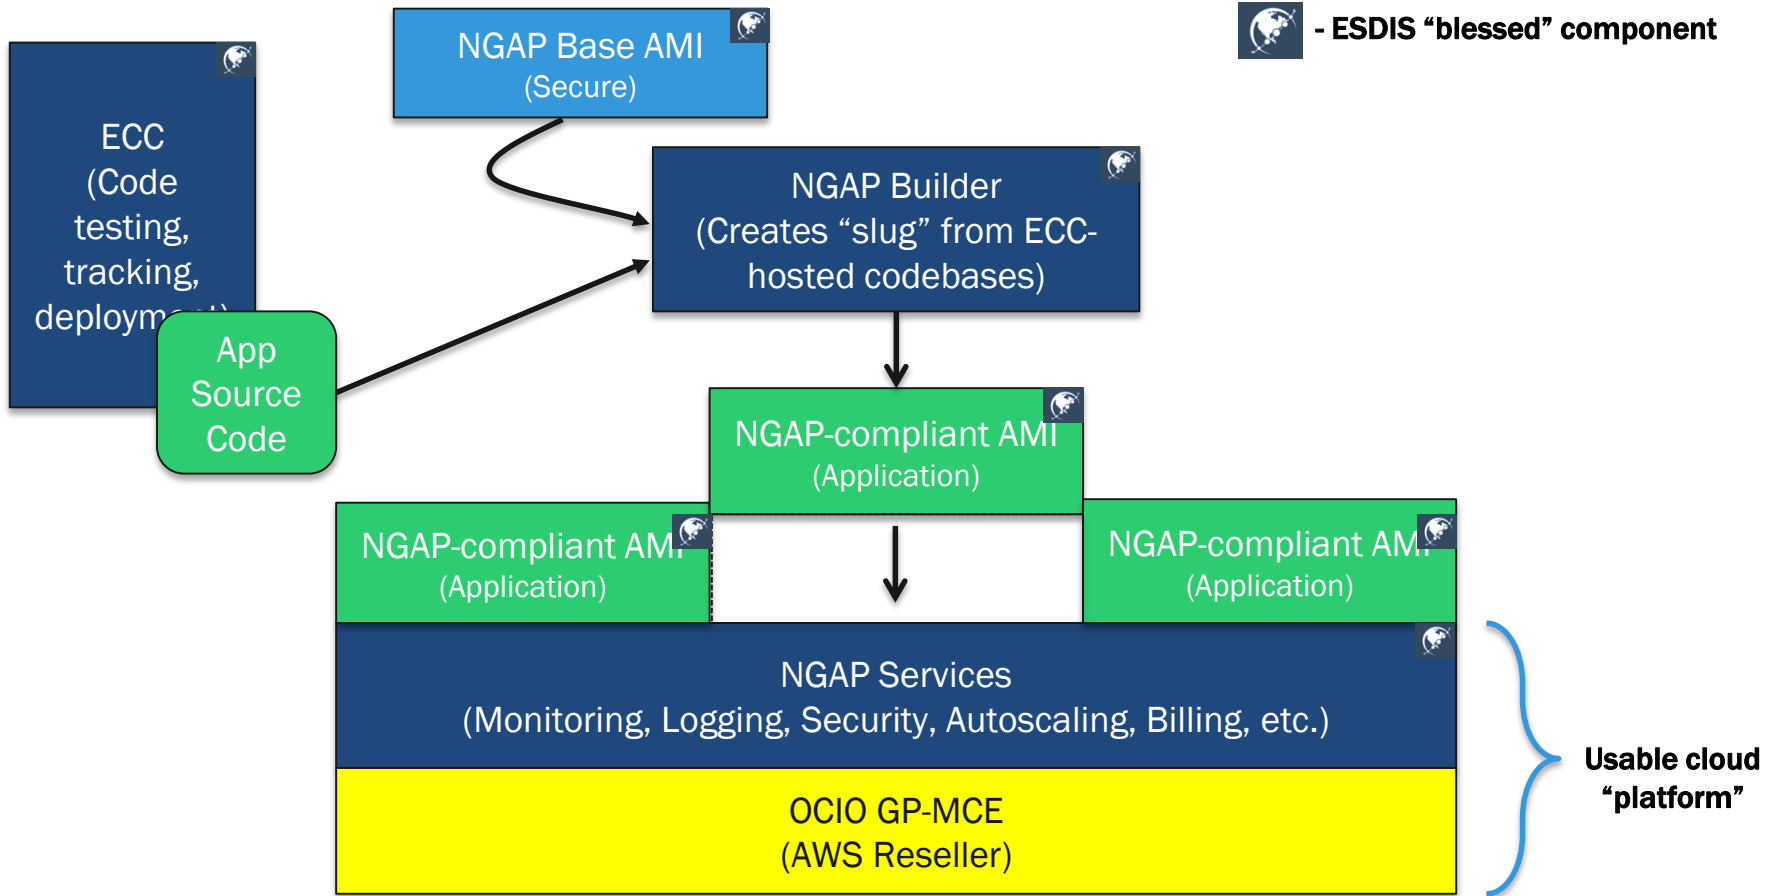 NGAP Base AMI
(Secure)
- ESDIS “blessed” component
ECC
(Code
testing,
tracking,
deployment)
App
Source
Code
NGAP Builder
(Creates “slug” from ECC-
hosted codebases)
NGAP-compliant AMI
(Application)
NGAP-compliant AMI
(Application)
NGAP-compliant AMI
(Application)
NGAP Services
(Monitoring, Logging, Security, Autoscaling, Billing, etc.)
OCIO GP-MCE
(AWS Reseller)
Usable cloud
“platform”